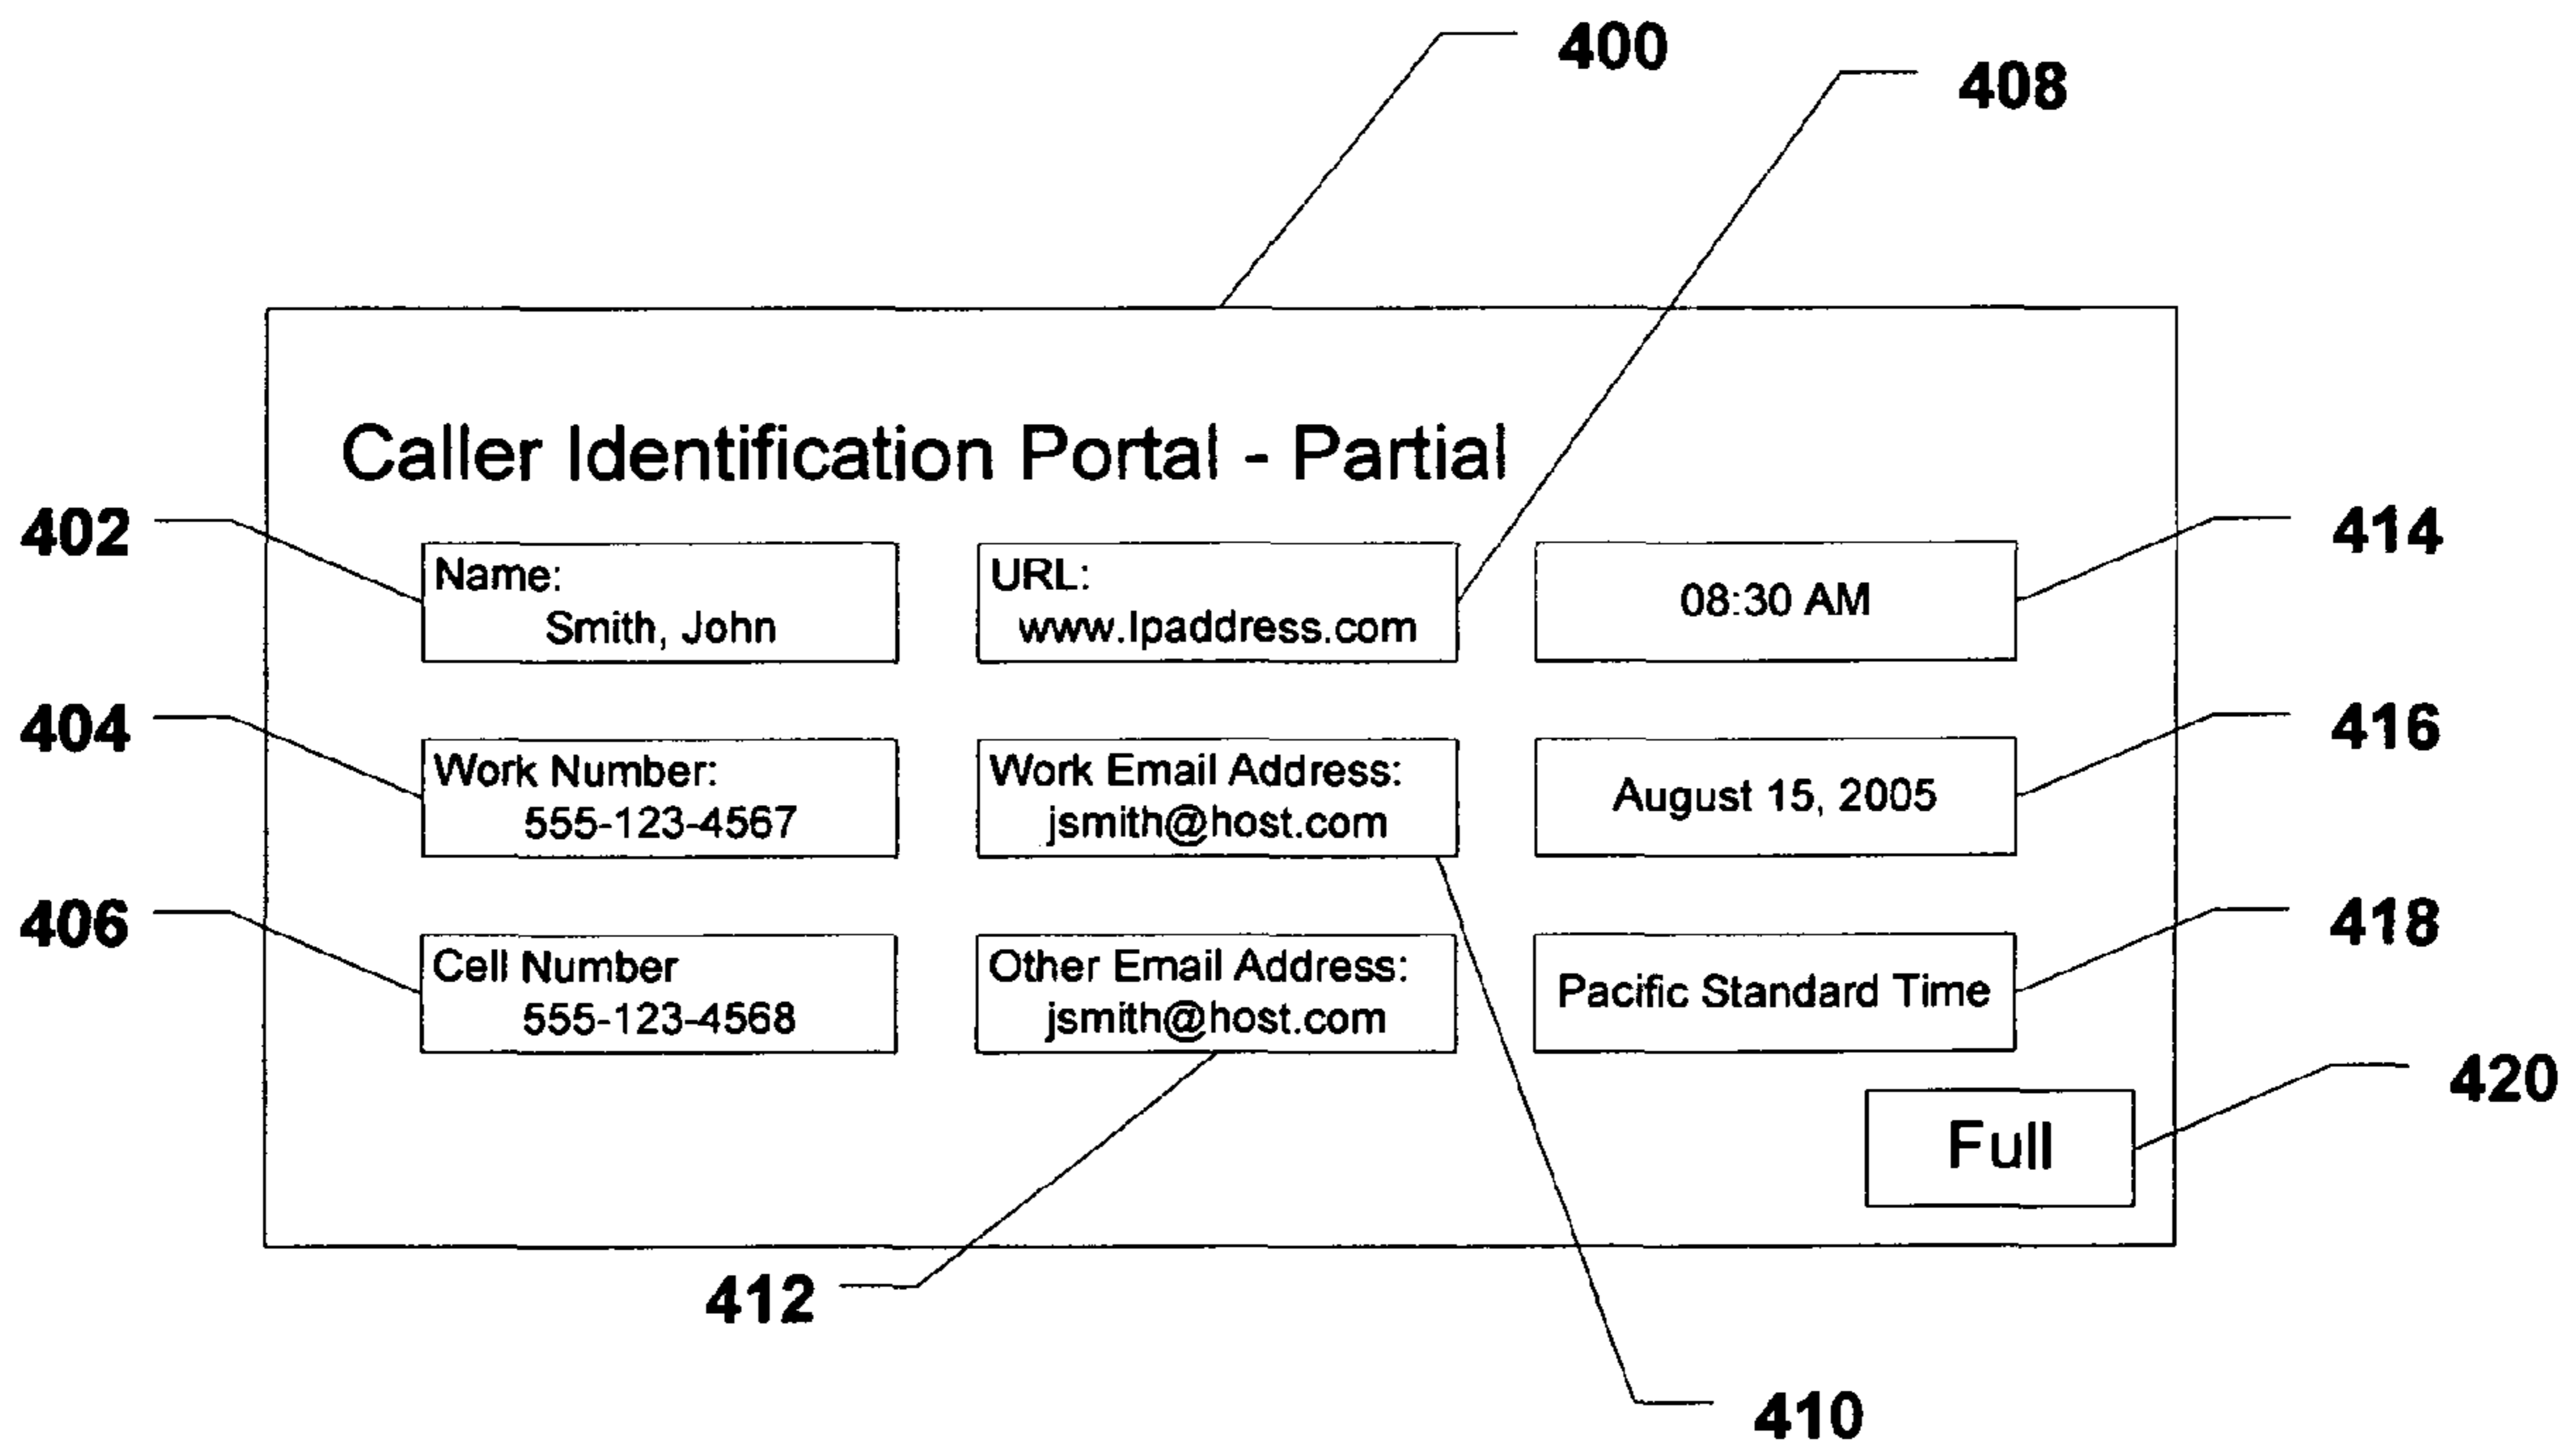 400
408
Caller Identification Portal - Partial
402
Name:
Smith, John
URL:
www.Ipaddress.com
08:30 AM
414
404
Work Number:
555-123-4567
Work Email Address:
jsmith@host.com
August 15, 2005
416
406
Cell Number
555-123-4568
Other Email Address:
jsmith@host.com
Pacific Standard Time
418
Full
420
412
410